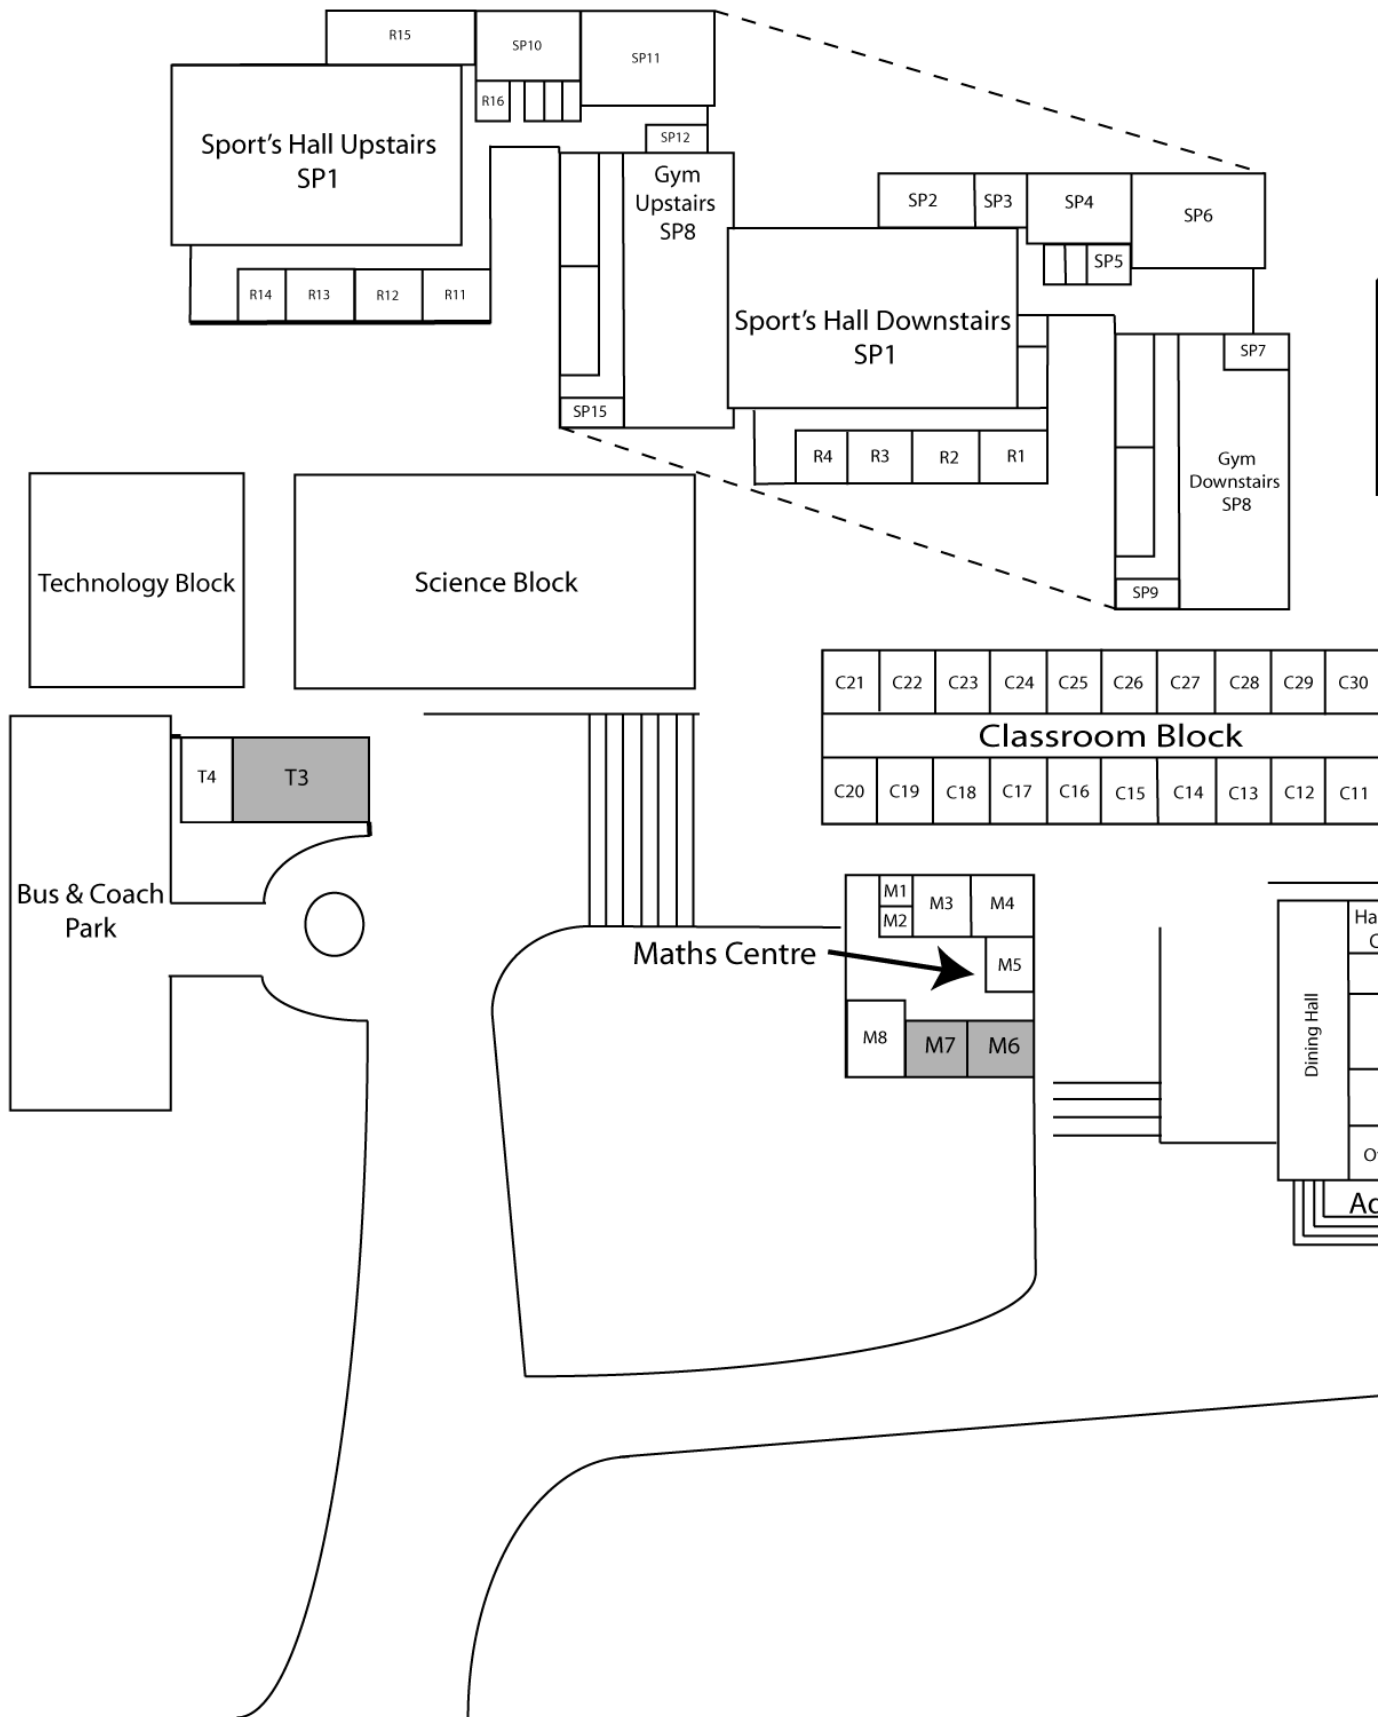 R15
SP10
SP11
R16
Sport's Hall Upstairs
SP1
SP12
Gym
Upstairs
SP8
R14
R13
R12
R11
SP15
SP2
SP3
SP4
SP6
SP5
Sport's Hall Downstairs
SP1
SP7
R4
R3
R2
R1
Gym
Downstairs
SP8
SP9
Technology Block
Science Block
C21
C22
C23
C24
C25
C26
C27
C28
C29
C30
Classroom Block
C20
C19
C18
C17
C16
C15
C14
C13
C12
C11
T4
T3
Bus & Coach
Park
M1
M2
M3
M4
Maths Centre
M5
M8
M7
M6
Dining Hall